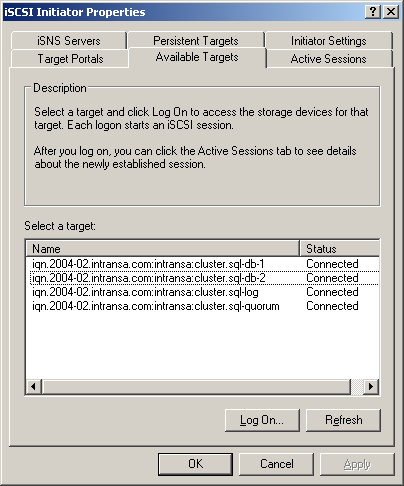 iSCSI Initiator Properties
iSNS Servers Persistent Targets Initiator Settings
Target Portals Available Targets Active Sessions
Description
Select a target and click Log On to access the storage devices for that
target. Each logon starts an iSCSI session.
After you log on, you can click the Active Sessions tab to see details
about the newly established session.
Select a target:
Name Status
iqn.2004-02.intransa.com:intransa:cluster.sql-db-1 Connected
iqn.2004-02.intransa.com:intransa:cluster.sql-db-2 Connected
iqn.2004-02.intransa.com:intransa:cluster.sql-log Connected
iqn.2004-02.intransa.com:intransa:cluster.sql-quorum Connected
Log On... Refresh
OK Cancel Apply